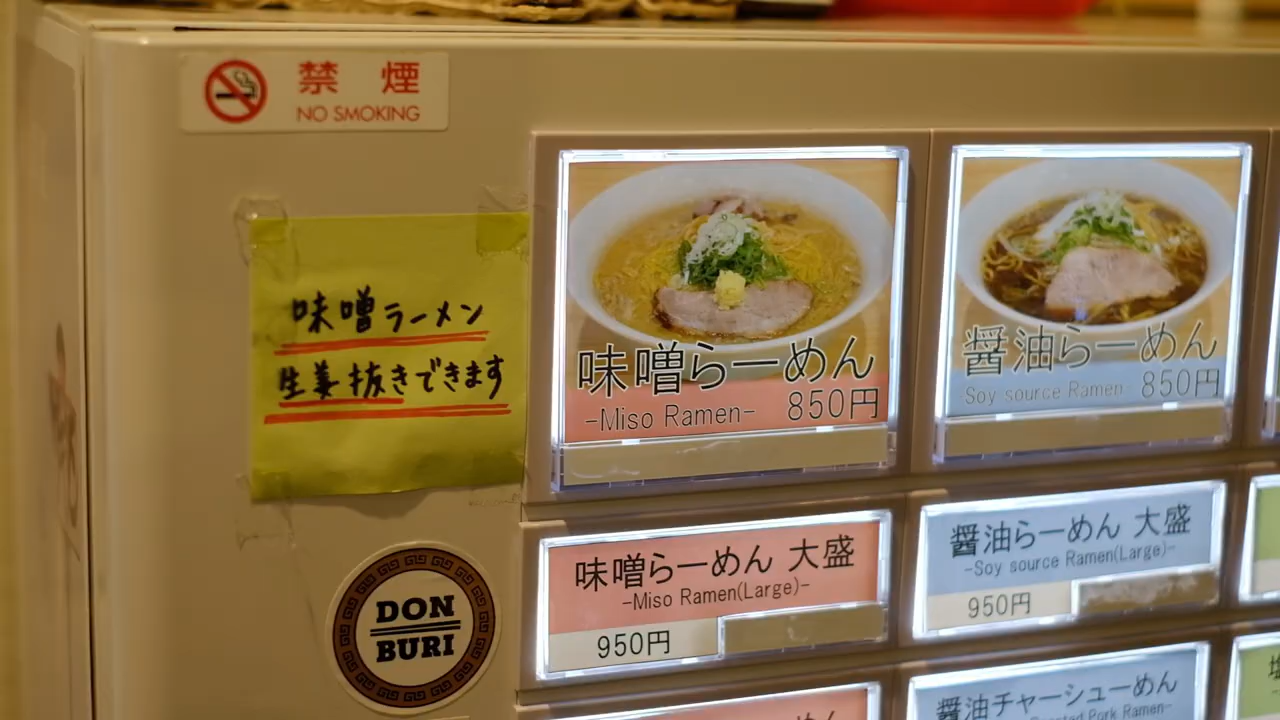 禁 煙
NO SMOKING
味噌ラーメン
生姜抜きできます
DON
BURI
味噌らーめん
-Miso Ramen- 850円
醤油らーめん
-Soy source Ramen- 850円
味噌らーめん 大盛
-Miso Ramen(Large)-
950円
醤油らーめん 大盛
-Soy source Ramen(Large)-
950円
醤油チャーシューめん
Pork Ramen-